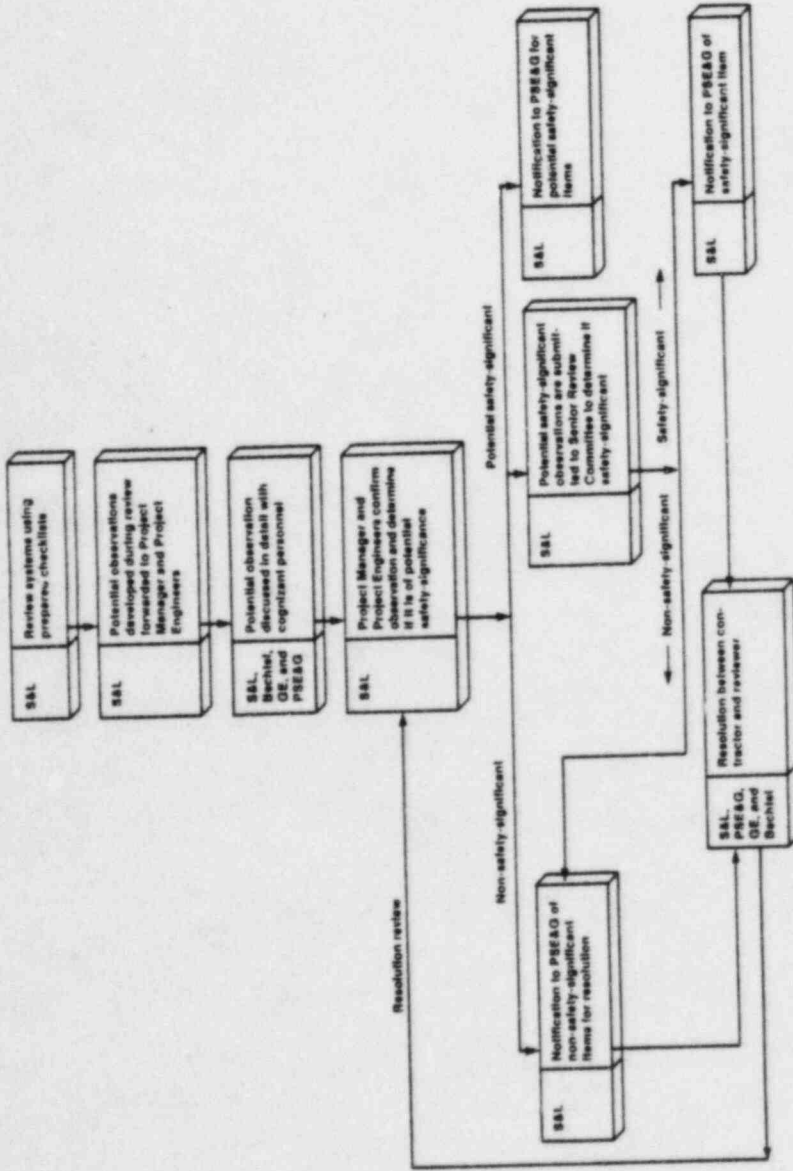 S&L
Review systems using
prepare, checklists
S&L
Potential observations
developed during review
forwarded to Project
Manager and Project
Engineers
S&L,
Bechtel,
GE, and
PSE&G
Potential observation
discussed in detail with
cognizant personnel
S&L
Project Manager and
Project Engineers confirm
observation and determine
if it is of potential
safety significance
Resolution review
Non-safety-significant
Potential safety-significant
S&L
Notification to PSE&G of
non-safety-significant
items for resolution
S&L
Potential safety-significant
observations are submit-
ted to Senior Review
Committee to determine if
safety significant
S&L
Notification to PSE&G for
potential safety-significant
items
Non-safety significant
Safety-significant
S&L,
PSE&G,
GE, and
Bechtel
Resolution between con-
tractor and reviewer
S&L
Notification to PSE&G of
safety-significant item